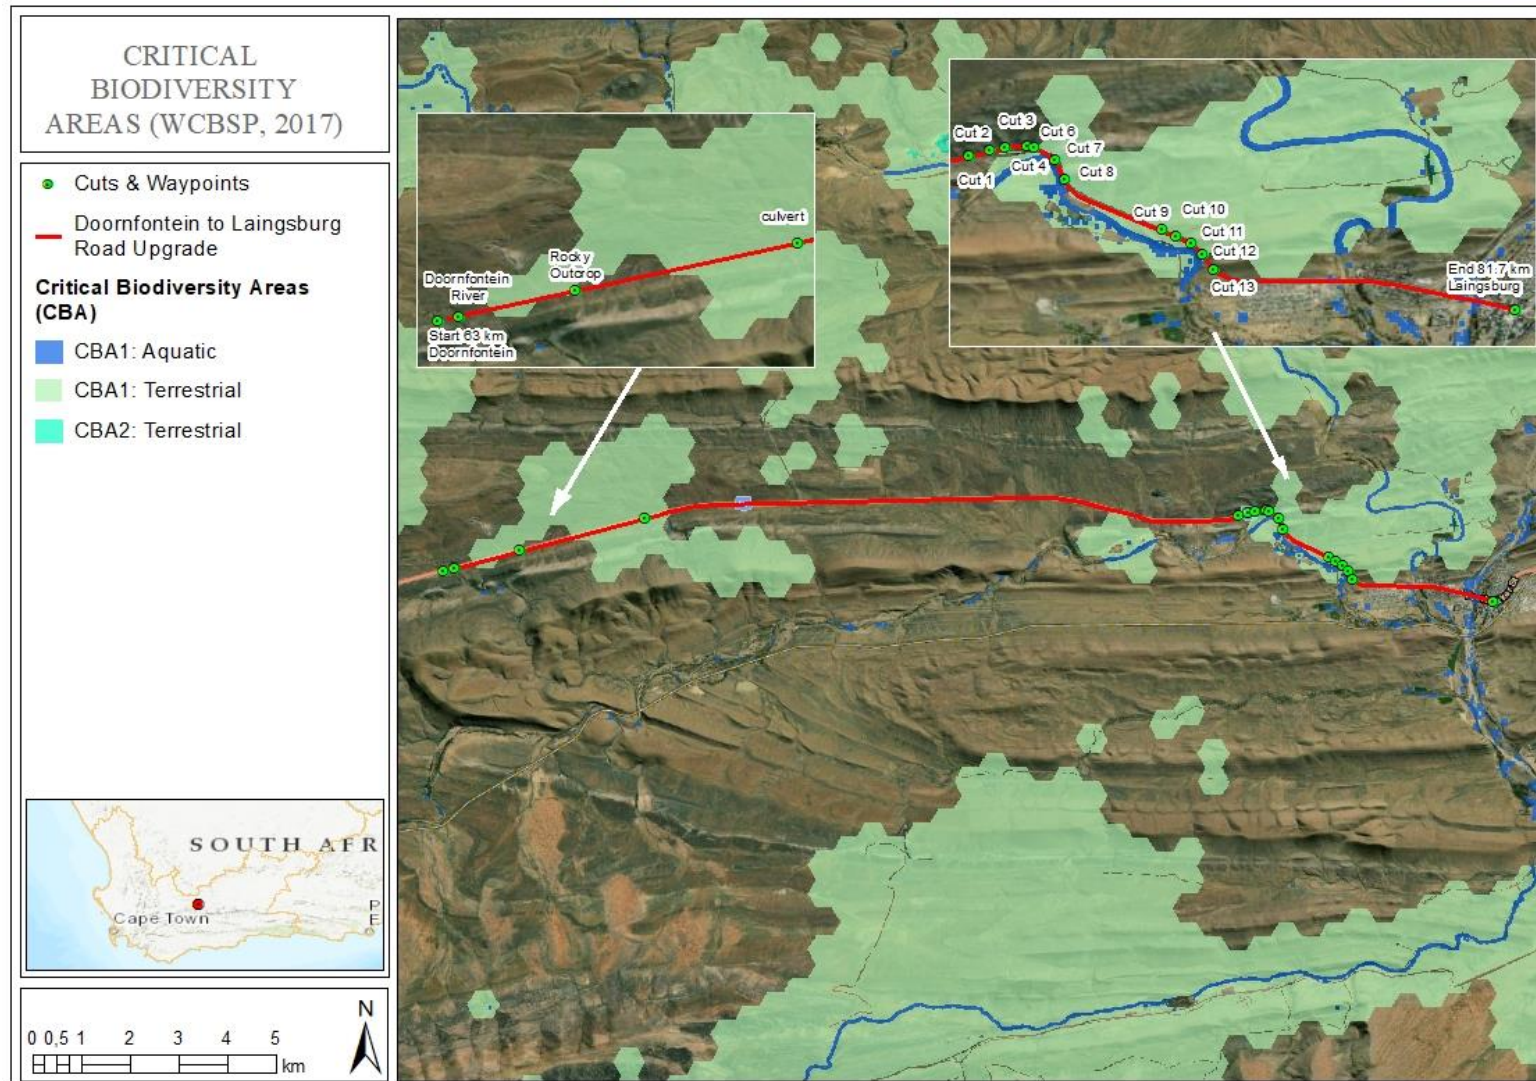 CRITICAL
BIODIVERSITY
AREAS (WCBSP, 2017)
Cuts & Waypoints
Doornfontein to Laingsburg
Road Upgrade
Critical Biodiversity Areas
(CBA)
CBA1: Aquatic
CBA1: Terrestrial
CBA2: Terrestrial
SOUTH AFR
Cape Town
P
E
0 0,5 1 2 3 4 5
km
N
culvert
Rocky
Outcrop
Doornfontein
River
Start 63 km
Doornfontein
Cut 3
Cut 2
Cut 6
Cut 7
Cut 4
Cut 1
Cut 8
Cut 9
Cut 10
Cut 11
Cut 12
Cut 13
End 81.7 km
Laingsburg